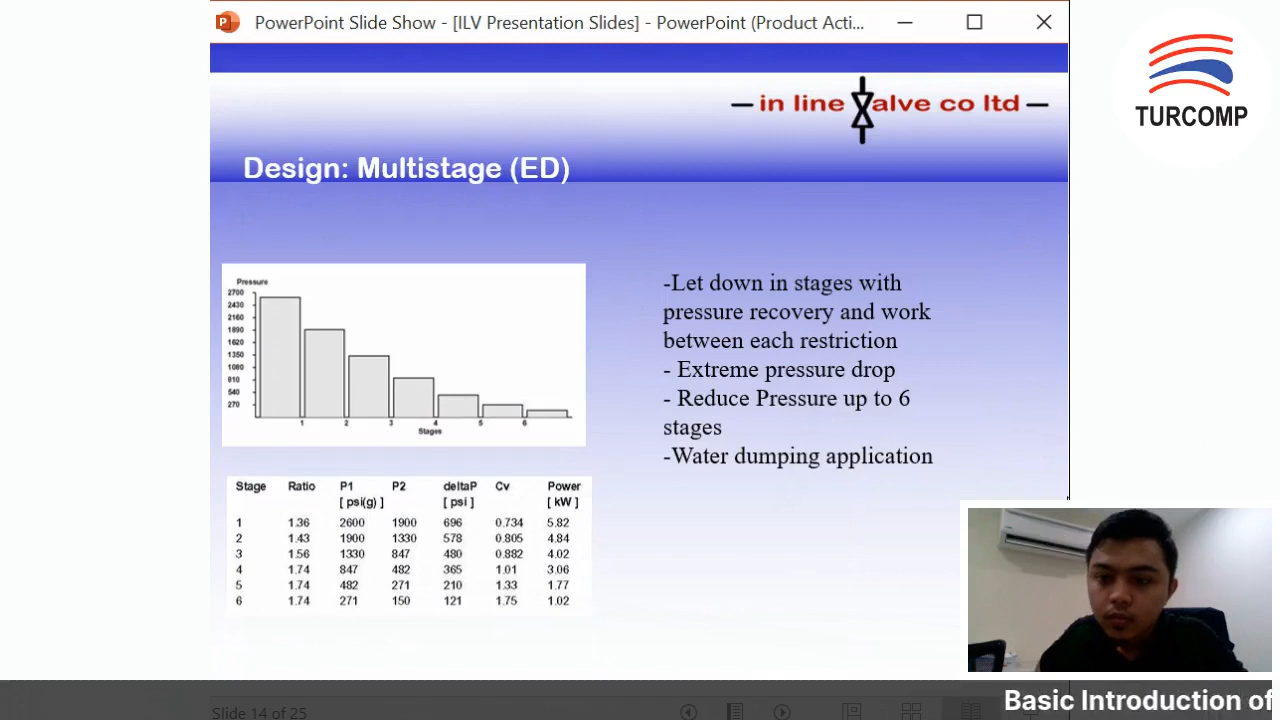 PowerPoint Slide Show - [ILV Presentation Slides] - PowerPoint (Product Acti...
in line valve co ltd
TURCOMP
Design: Multistage (ED)
Pressure
2700
2430
2160
1890
1620
1350
1080
810
540
270
1 2 3 4 5 6
Stages
-Let down in stages with
pressure recovery and work
between each restriction
- Extreme pressure drop
- Reduce Pressure up to 6
stages
-Water dumping application
Stage Ratio P1 P2 deltaP Cv Power
[ psi(g) ] [ psi ] [ kW ]
1 1.36 2600 1900 696 0.734 5.82
2 1.43 1900 1330 578 0.805 4.84
3 1.56 1330 847 480 0.882 4.02
4 1.74 847 482 365 1.01 3.06
5 1.74 482 271 210 1.33 1.77
6 1.74 271 150 121 1.75 1.02
Basic Introduction of
Slide 14 of 25